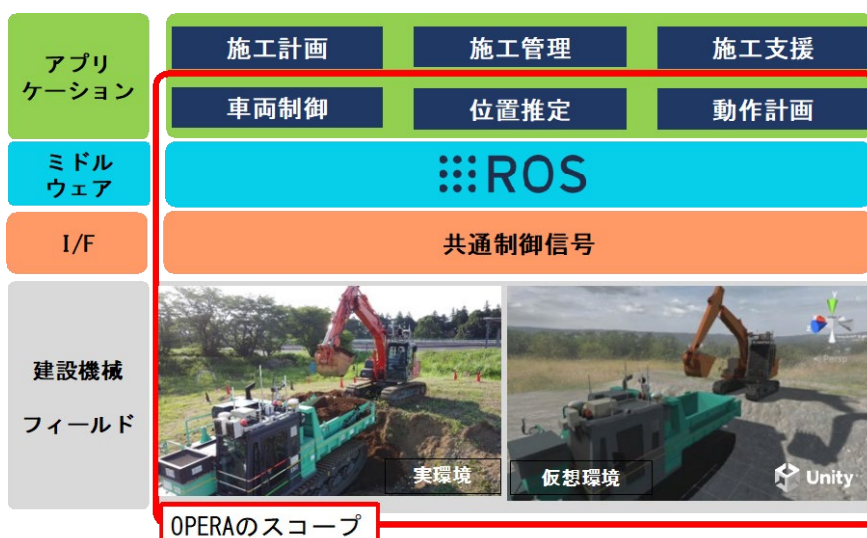 アプリ
ケーション
施工計画
施工管理
施工支援
車両制御
位置推定
動作計画
ミドル
ウェア
ROS
I/F
共通制御信号
建設機械
フィールド
実環境
仮想環境
Persp
Unity
OPERAのスコープ